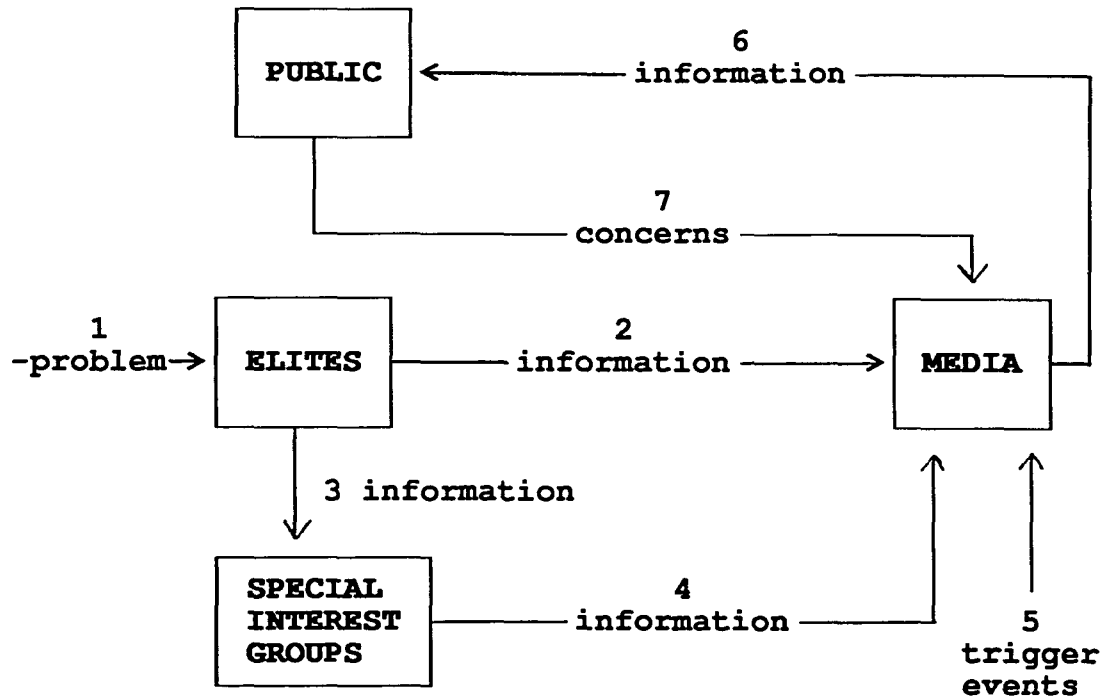 6
PUBLIC
information
7
concerns
1
-problem
ELITES
2
information
MEDIA
3 information
SPECIAL
INTEREST
GROUPS
4
information
5
trigger
events